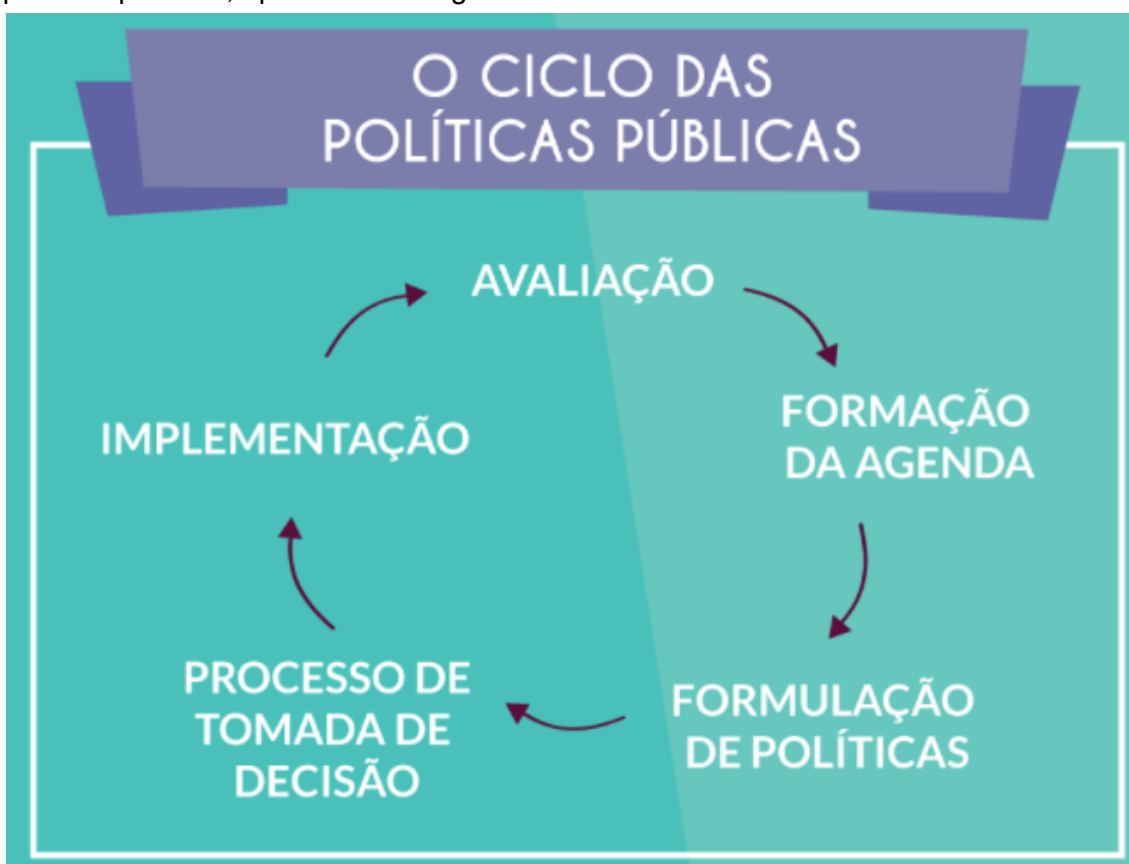 O CICLO DAS
POLÍTICAS PÚBLICAS
AVALIAÇÃO
FORMAÇÃO
DA AGENDA
FORMULAÇÃO
DE POLÍTICAS
PROCESSO DE
TOMADA DE
DECISÃO
IMPLEMENTAÇÃO